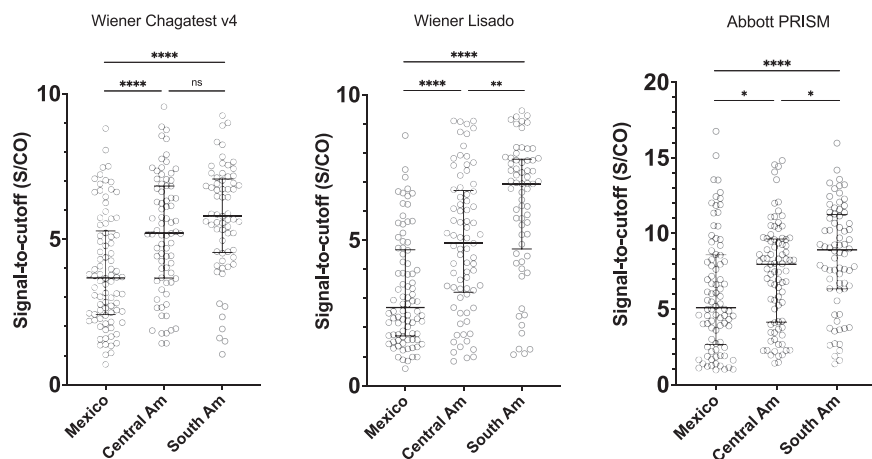 Wiener Chagatest v4
****
****
ns
Signal-to-cutoff (S/CO)
10
5
0
Mexico
Central Am
South Am
Wiener Lisado
****
****
**
Signal-to-cutoff (S/CO)
10
5
0
Mexico
Central Am
South Am
Abbott PRISM
****
*
*
Signal-to-cutoff (S/CO)
20
15
10
5
0
Mexico
Central Am
South Am